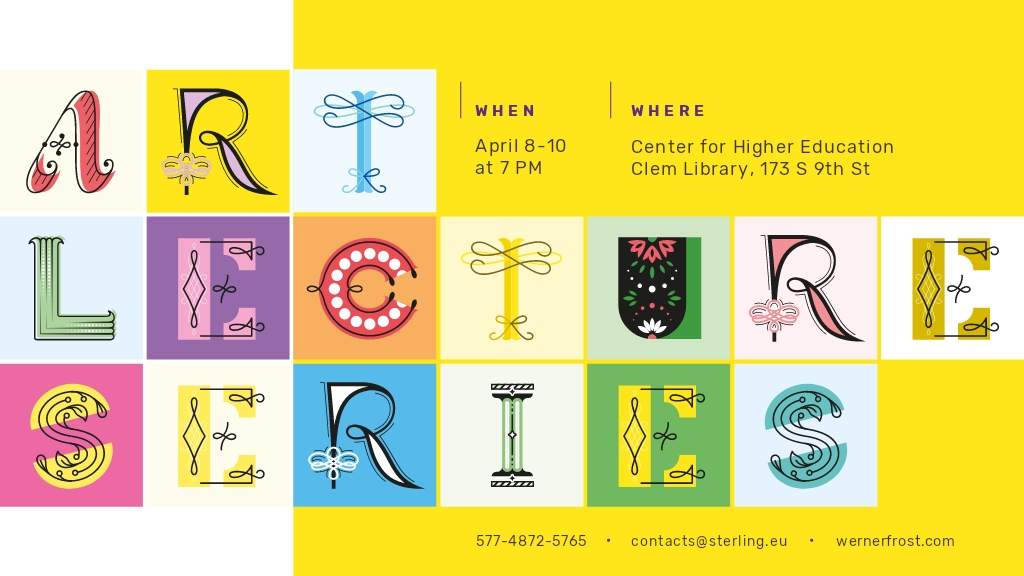 ART
WHEN
April 8-10
at 7 PM
WHERE
Center for Higher Education
Clem Library, 173 S 9th St
LECTURE
SERIES
577-4872-5765 • contacts@sterling.eu • wernerfrost.com